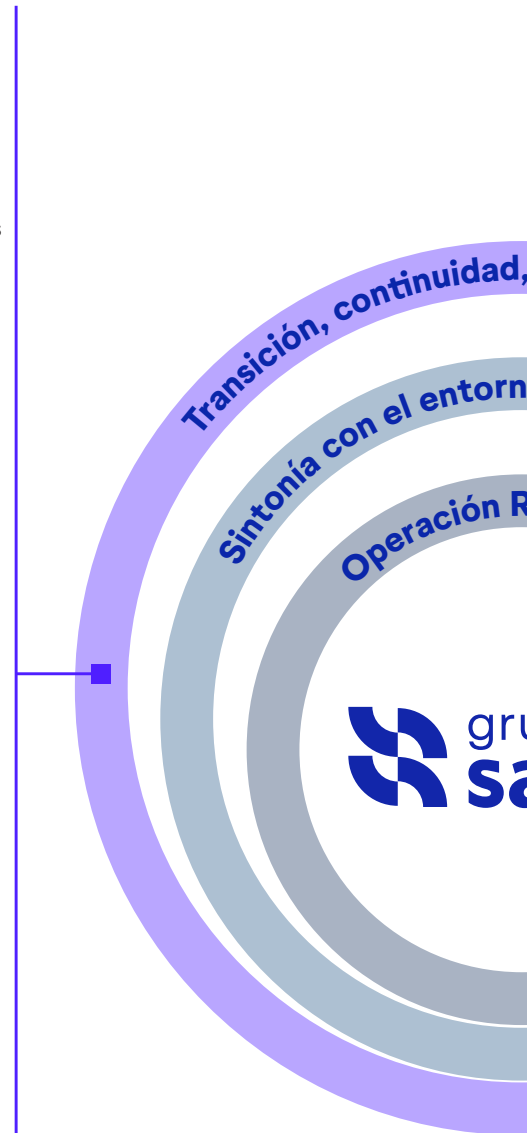 Transición, continuidad,
Sintonía con el entorn
Operación R
gru
sa